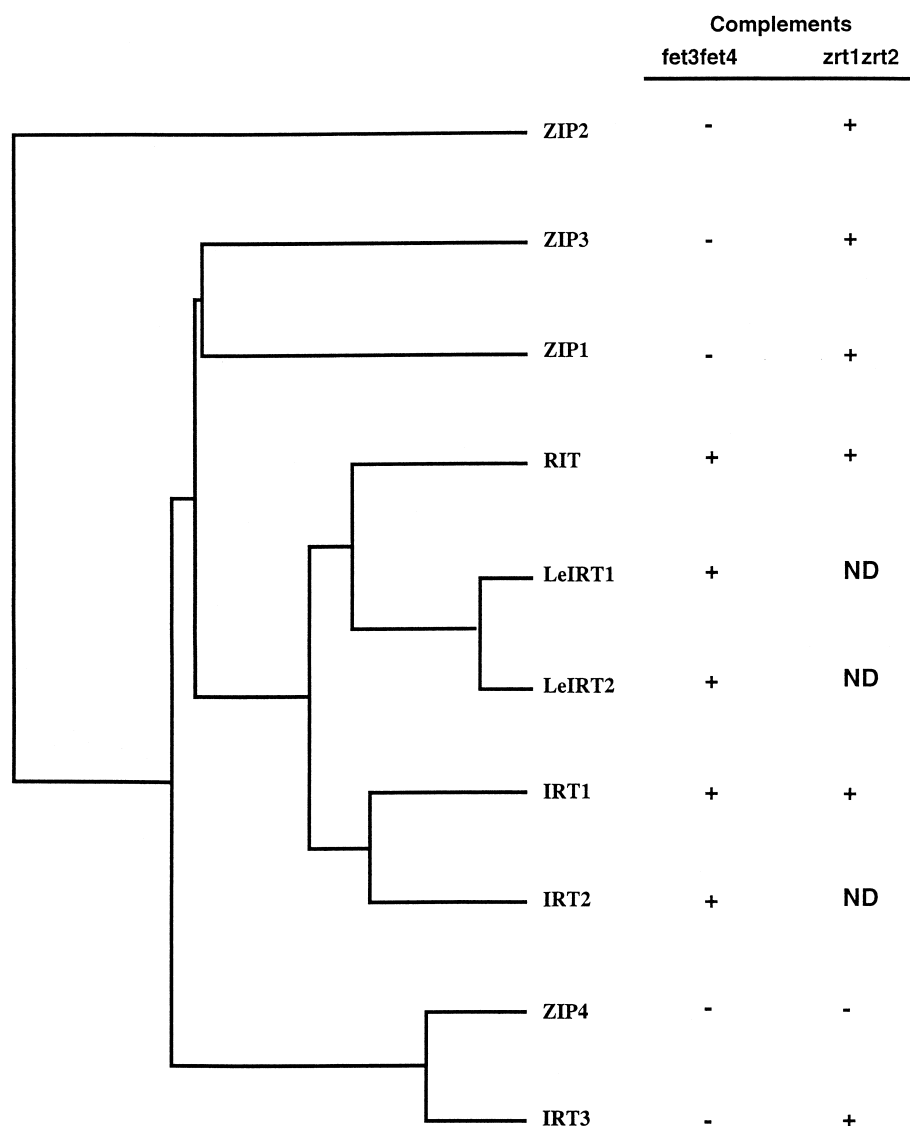 Complements
fet3fet4 zrt1zrt2
ZIP2 - +
ZIP3 - +
ZIP1 - +
RIT + +
LeIRT1 + ND
LeIRT2 + ND
IRT1 + +
IRT2 + ND
ZIP4 - -
IRT3 - +